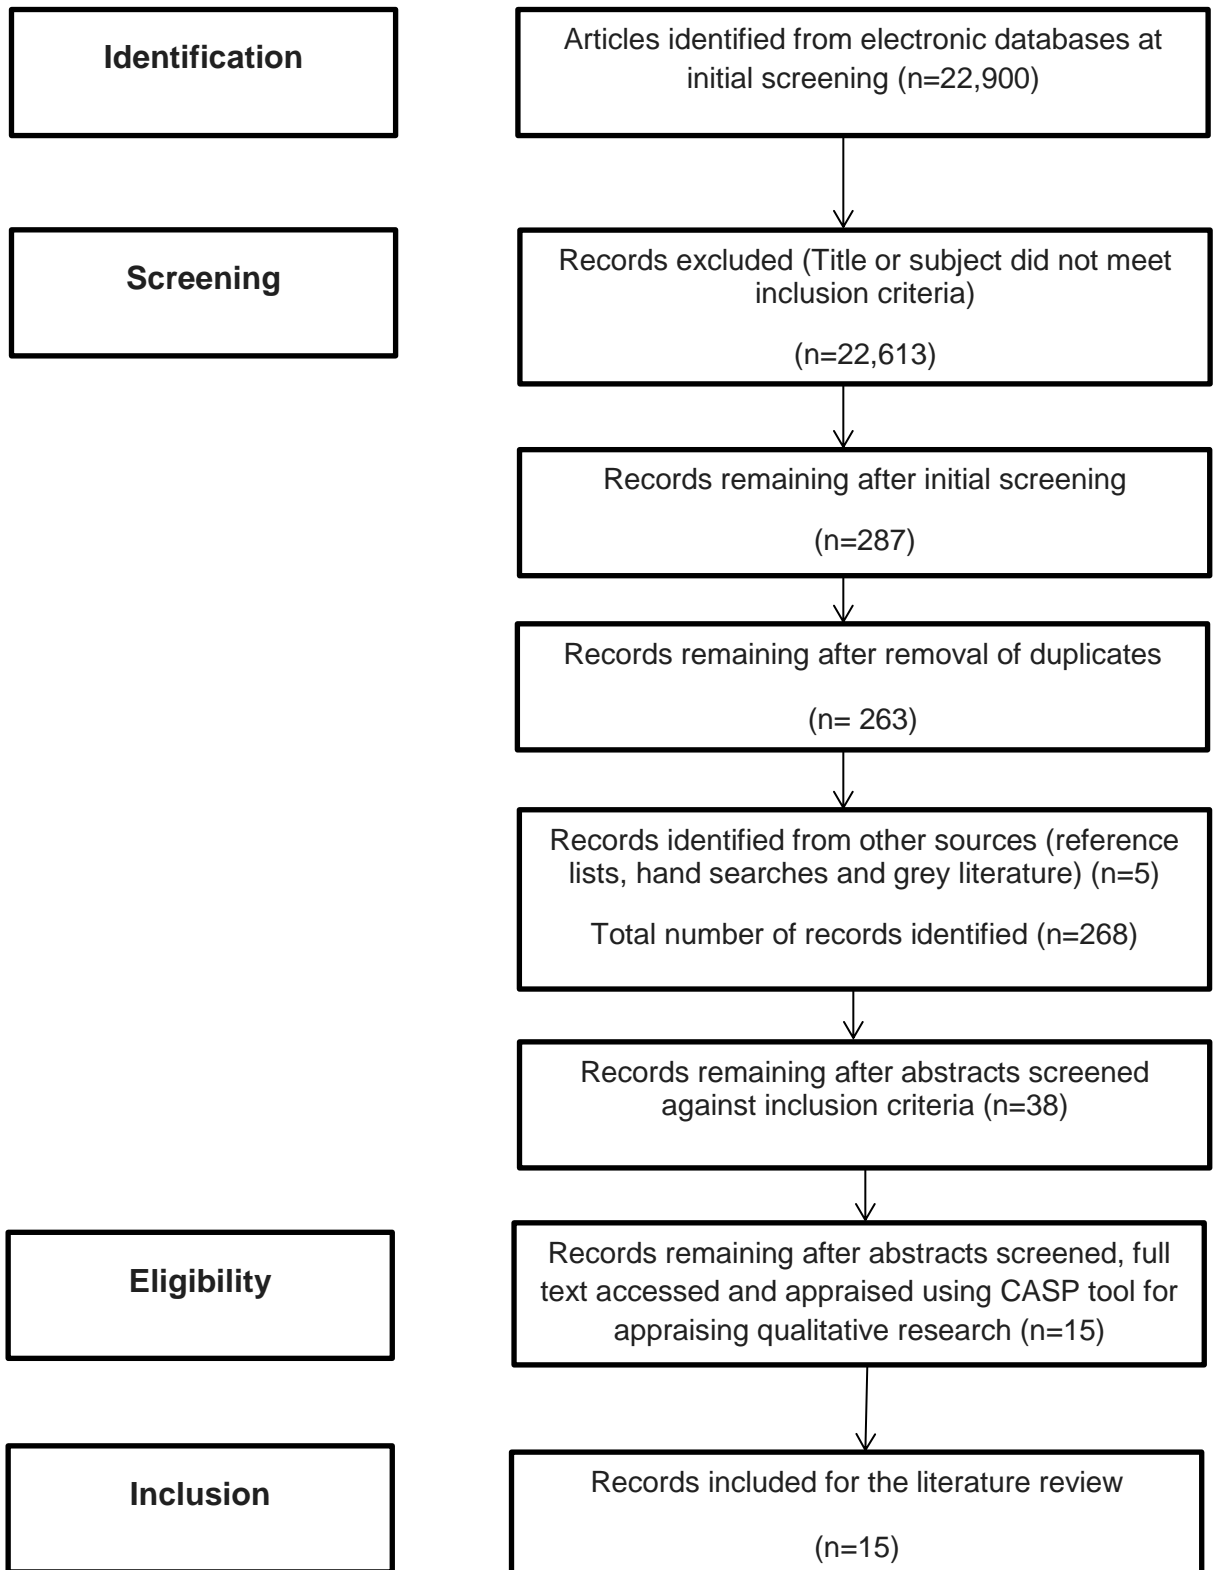 Identification
Articles identified from electronic databases at
initial screening (n=22,900)
Screening
Records excluded (Title or subject did not meet
inclusion criteria)
(n=22,613)
Records remaining after initial screening
(n=287)
Records remaining after removal of duplicates
(n= 263)
Records identified from other sources (reference
lists, hand searches and grey literature) (n=5)
Total number of records identified (n=268)
Records remaining after abstracts screened
against inclusion criteria (n=38)
Eligibility
Records remaining after abstracts screened, full
text accessed and appraised using CASP tool for
appraising qualitative research (n=15)
Inclusion
Records included for the literature review
(n=15)